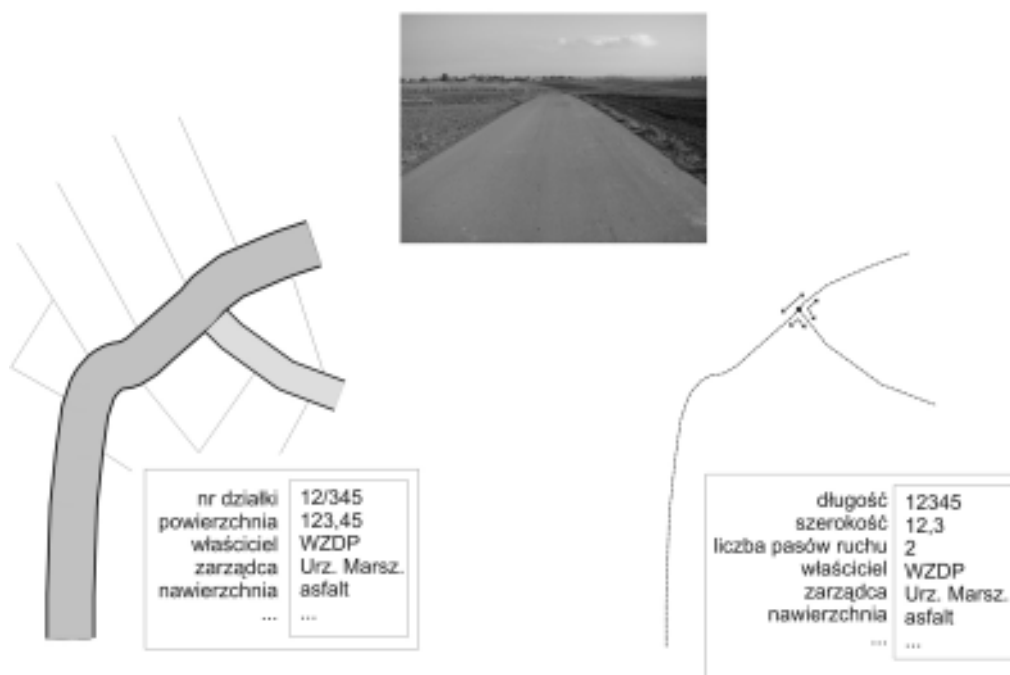 nr działki 12/345
powierzchnia 123,45
właściciel WZDP
zarządca Urz. Marsz.
nawierzchnia asfalt
... ...
długość 12345
szerokość 12,3
liczba pasów ruchu 2
właściciel WZDP
zarządca Urz. Marsz.
nawierzchnia asfalt
... ...